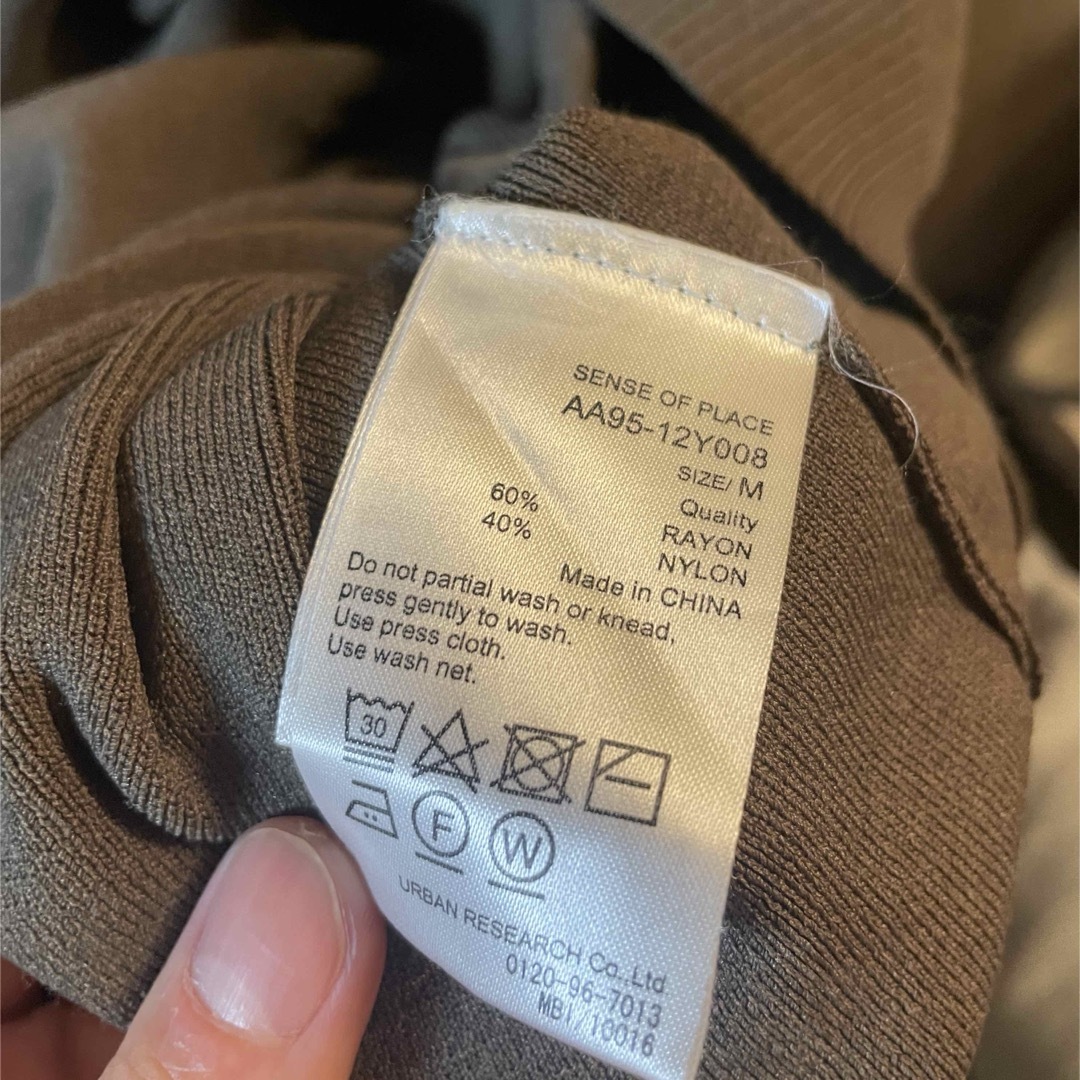 SENSE OF PLACE
AA95-12Y008
SIZE/ M
Quality
60% RAYON
40% NYLON
Made in CHINA
Do not partial wash or knead,
press gently to wash.
Use press cloth.
Use wash net.
30
F W
URBAN RESEARCH Co.,Ltd
0120-96-7013
MB1/10016